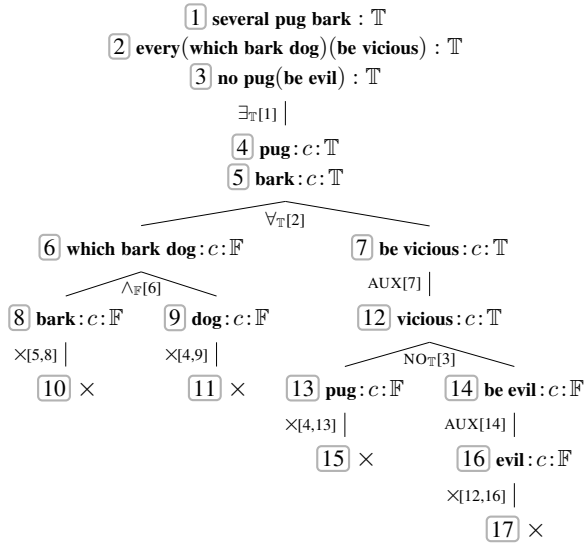 1 several pug bark : 𝕋
2 every(which bark dog)(be vicious) : 𝕋
3 no pug(be evil) : 𝕋
∃𝕋[1]
4 pug : c : 𝕋
5 bark : c : 𝕋
∀𝕋[2]
6 which bark dog : c : 𝔽 7 be vicious : c : 𝕋
∧𝔽[6] AUX[7]
8 bark : c : 𝔽 9 dog : c : 𝔽 12 vicious : c : 𝕋
×[5,8] ×[4,9] NO𝕋[3]
10 × 11 × 13 pug : c : 𝔽 14 be evil : c : 𝔽
×[4,13] AUX[14]
15 × 16 evil : c : 𝔽
×[12,16]
17 ×